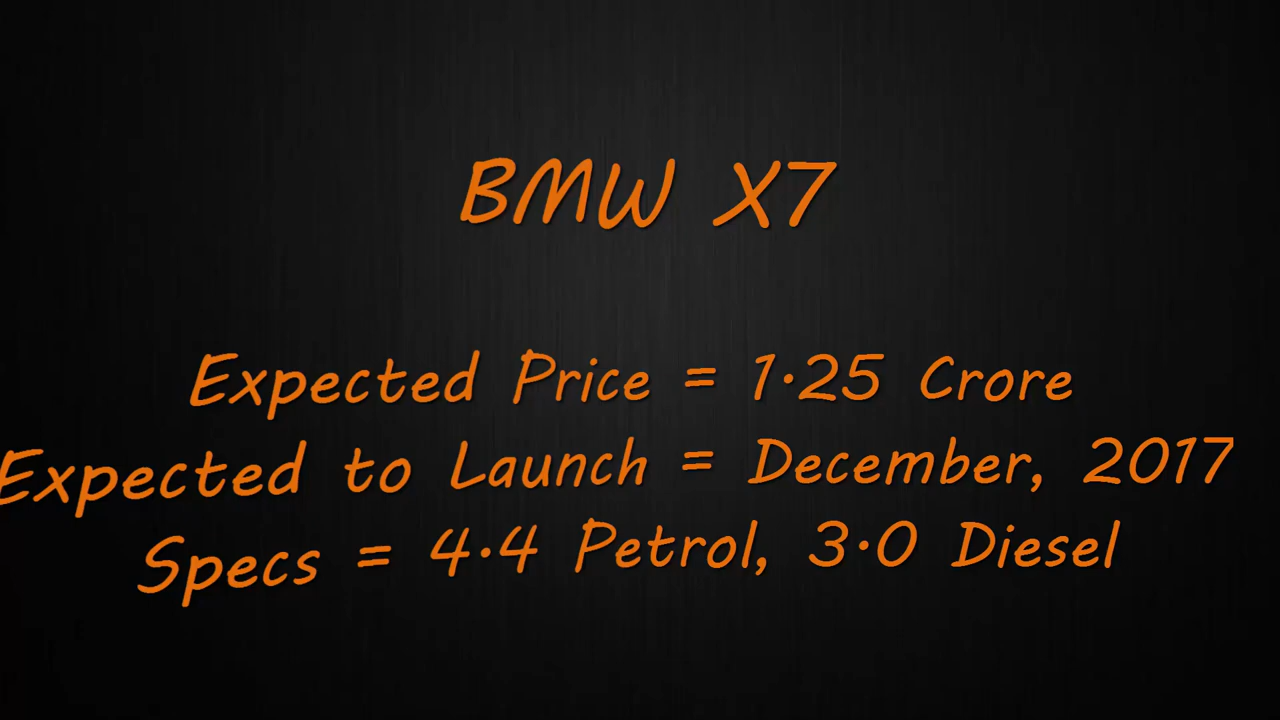 BMW X7
Expected Price = 1.25 Crore
Expected to Launch = December, 2017
Specs = 4.4 Petrol, 3.0 Diesel